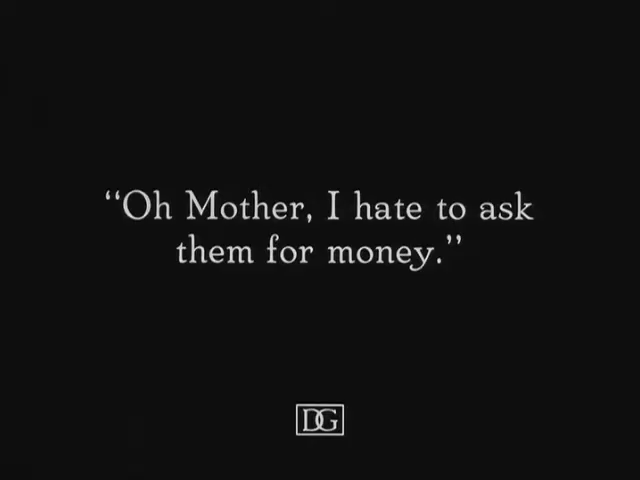 “Oh Mother, I hate to ask
them for money.”
DG